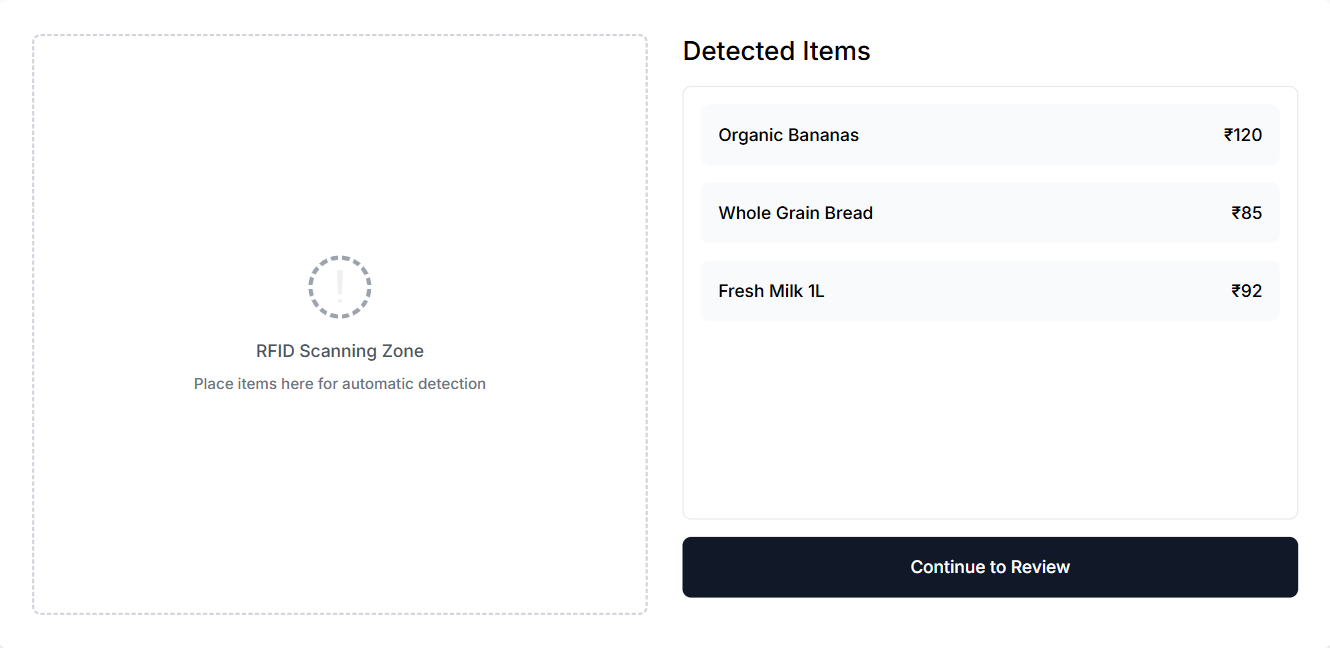 RFID Scanning Zone
Place items here for automatic detection
Detected Items
Organic Bananas ₹120
Whole Grain Bread ₹85
Fresh Milk 1L ₹92
Continue to Review